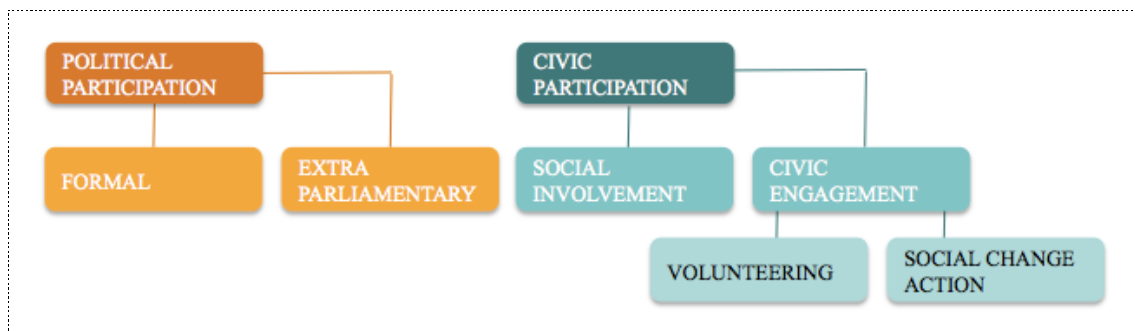 POLITICAL
PARTICIPATION
CIVIC
PARTICIPATION
FORMAL
EXTRA
PARLIAMENTARY
SOCIAL
INVOLVEMENT
CIVIC
ENGAGEMENT
VOLUNTEERING
SOCIAL CHANGE
ACTION